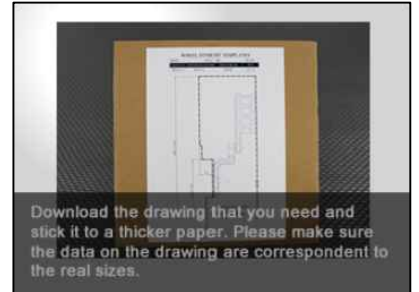 Download the drawing that you need and
stick it to a thicker paper. Please make sure
the data on the drawing are correspondent to
the real sizes.